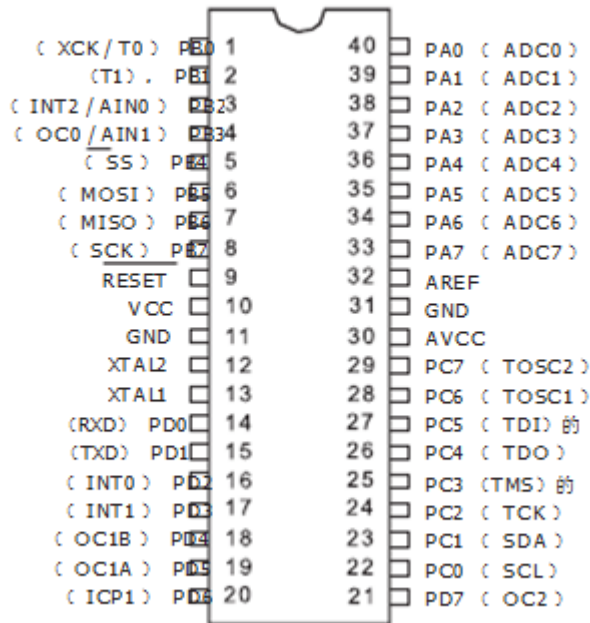 ( XCK/T0 ) PB0 1 40 PA0 ( ADC0 )
(T1). PB1 2 39 PA1 ( ADC1 )
( INT2/AIN0 ) PB2 3 38 PA2 ( ADC2 )
( OC0/AIN1 ) PB3 4 37 PA3 ( ADC3 )
( SS ) PB4 5 36 PA4 ( ADC4 )
( MOSI ) PB5 6 35 PA5 ( ADC5 )
( MISO ) PB6 7 34 PA6 ( ADC6 )
( SCK ) PB7 8 33 PA7 ( ADC7 )
RESET 9 32 AREF
VCC 10 31 GND
GND 11 30 AVCC
XTAL2 12 29 PC7 ( TOSC2 )
XTAL1 13 28 PC6 ( TOSC1 )
(RXD) PD0 14 27 PC5 ( TDI ) 的
(TXD) PD1 15 26 PC4 ( TDO )
( INT0 ) PD2 16 25 PC3 (TMS) 的
( INT1 ) PD3 17 24 PC2 ( TCK )
( OC1B ) PD4 18 23 PC1 ( SDA )
( OC1A ) PD5 19 22 PC0 ( SCL )
( ICP1 ) PD6 20 21 PD7 ( OC2 )